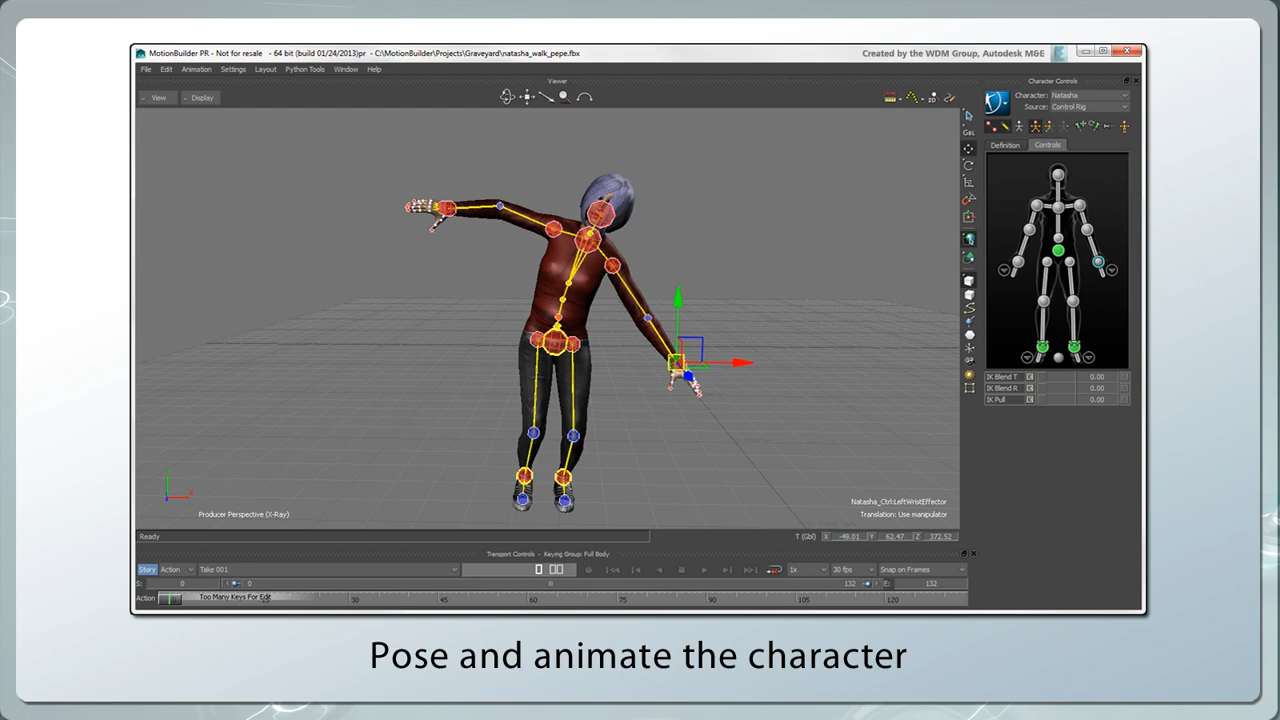 MotionBuilder PR - Not for resale - 64 bit (build 01/24/2013)pr - C:\MotionBuilder\Projects\Graveyard\natasha_walk_pepe.fbx
Created by the WDM Group, Autodesk M&E
File Edit Animation Settings Layout Python Tools Window Help
Viewer
Character Controls
View Display
2D
Character: Natasha
Source: Control Rig
GBL
Definition Controls
IK Blend T 0.00
IK Blend R 0.00
IK Pull 0.00
Y
X
Producer Perspective (X-Ray)
Natasha_Ctrl:LeftWristEffector
Translation: Use manipulator
Ready
T (Gbl) X -49.01 Y 62.47 Z 372.52
Transport Controls - Keying Group: Full Body
Story Action Take 001 1x 30 fps Snap on Frames
S: 0 0 132 E: 132
Action Too Many Keys For Edit 30 45 60 75 90 105 120
Pose and animate the character